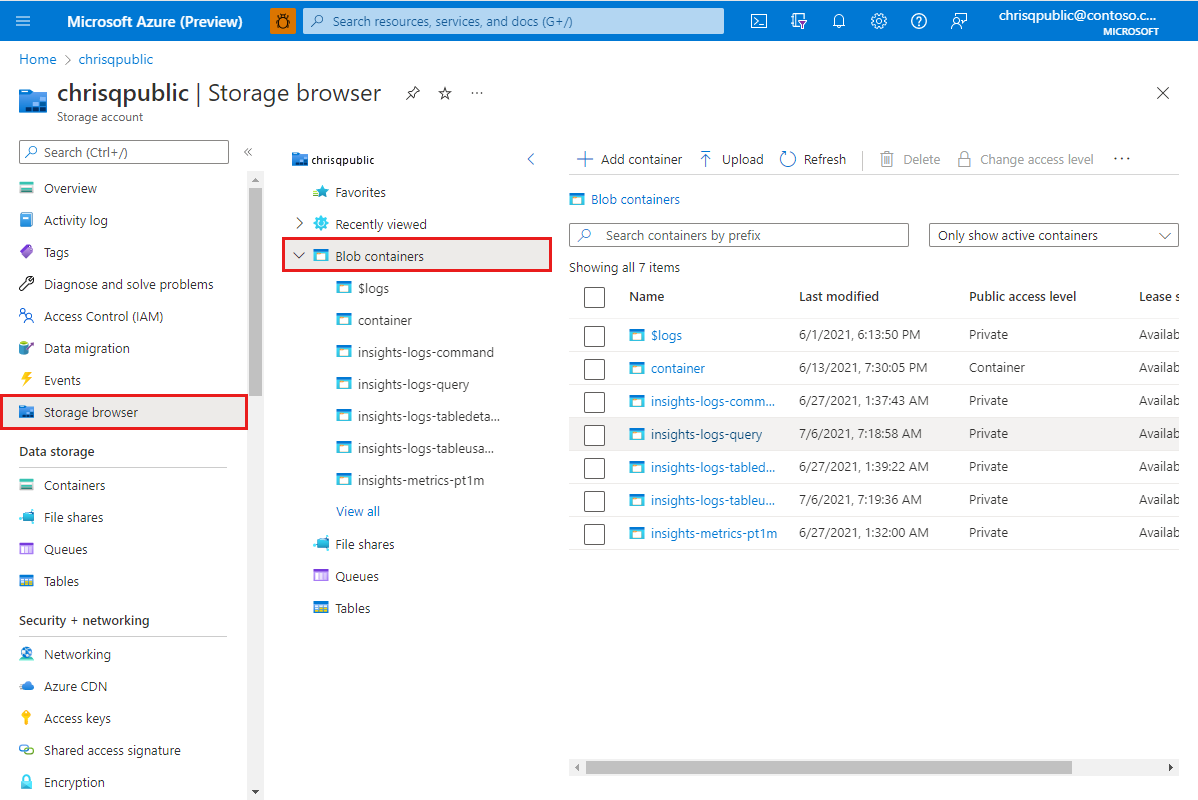 Microsoft Azure (Preview)
Search resources, services, and docs (G+/)
chrisqpublic@contoso.c...
MICROSOFT
Home > chrisqpublic
chrisqpublic | Storage browser
...
Storage account
Search (Ctrl+/)
«
Overview
Activity log
Tags
Diagnose and solve problems
Access Control (IAM)
Data migration
Events
Storage browser
Data storage
Containers
File shares
Queues
Tables
Security + networking
Networking
Azure CDN
Access keys
Shared access signature
Encryption
chrisqpublic
Favorites
Recently viewed
Blob containers
$logs
container
insights-logs-command
insights-logs-query
insights-logs-tabledeta...
insights-logs-tableusa...
insights-metrics-pt1m
View all
File shares
Queues
Tables
Add container Upload Refresh Delete Change access level ...
Blob containers
Search containers by prefix Only show active containers
Showing all 7 items
Name Last modified Public access level Lease s
$logs 6/1/2021, 6:13:50 PM Private Availab
container 6/13/2021, 7:30:05 PM Container Availab
insights-logs-comm... 6/27/2021, 1:37:43 AM Private Availab
insights-logs-query 7/6/2021, 7:18:58 AM Private Availab
insights-logs-tabled... 6/27/2021, 1:39:22 AM Private Availab
insights-logs-tableu... 7/6/2021, 7:19:36 AM Private Availab
insights-metrics-pt1m 6/27/2021, 1:32:00 AM Private Availab